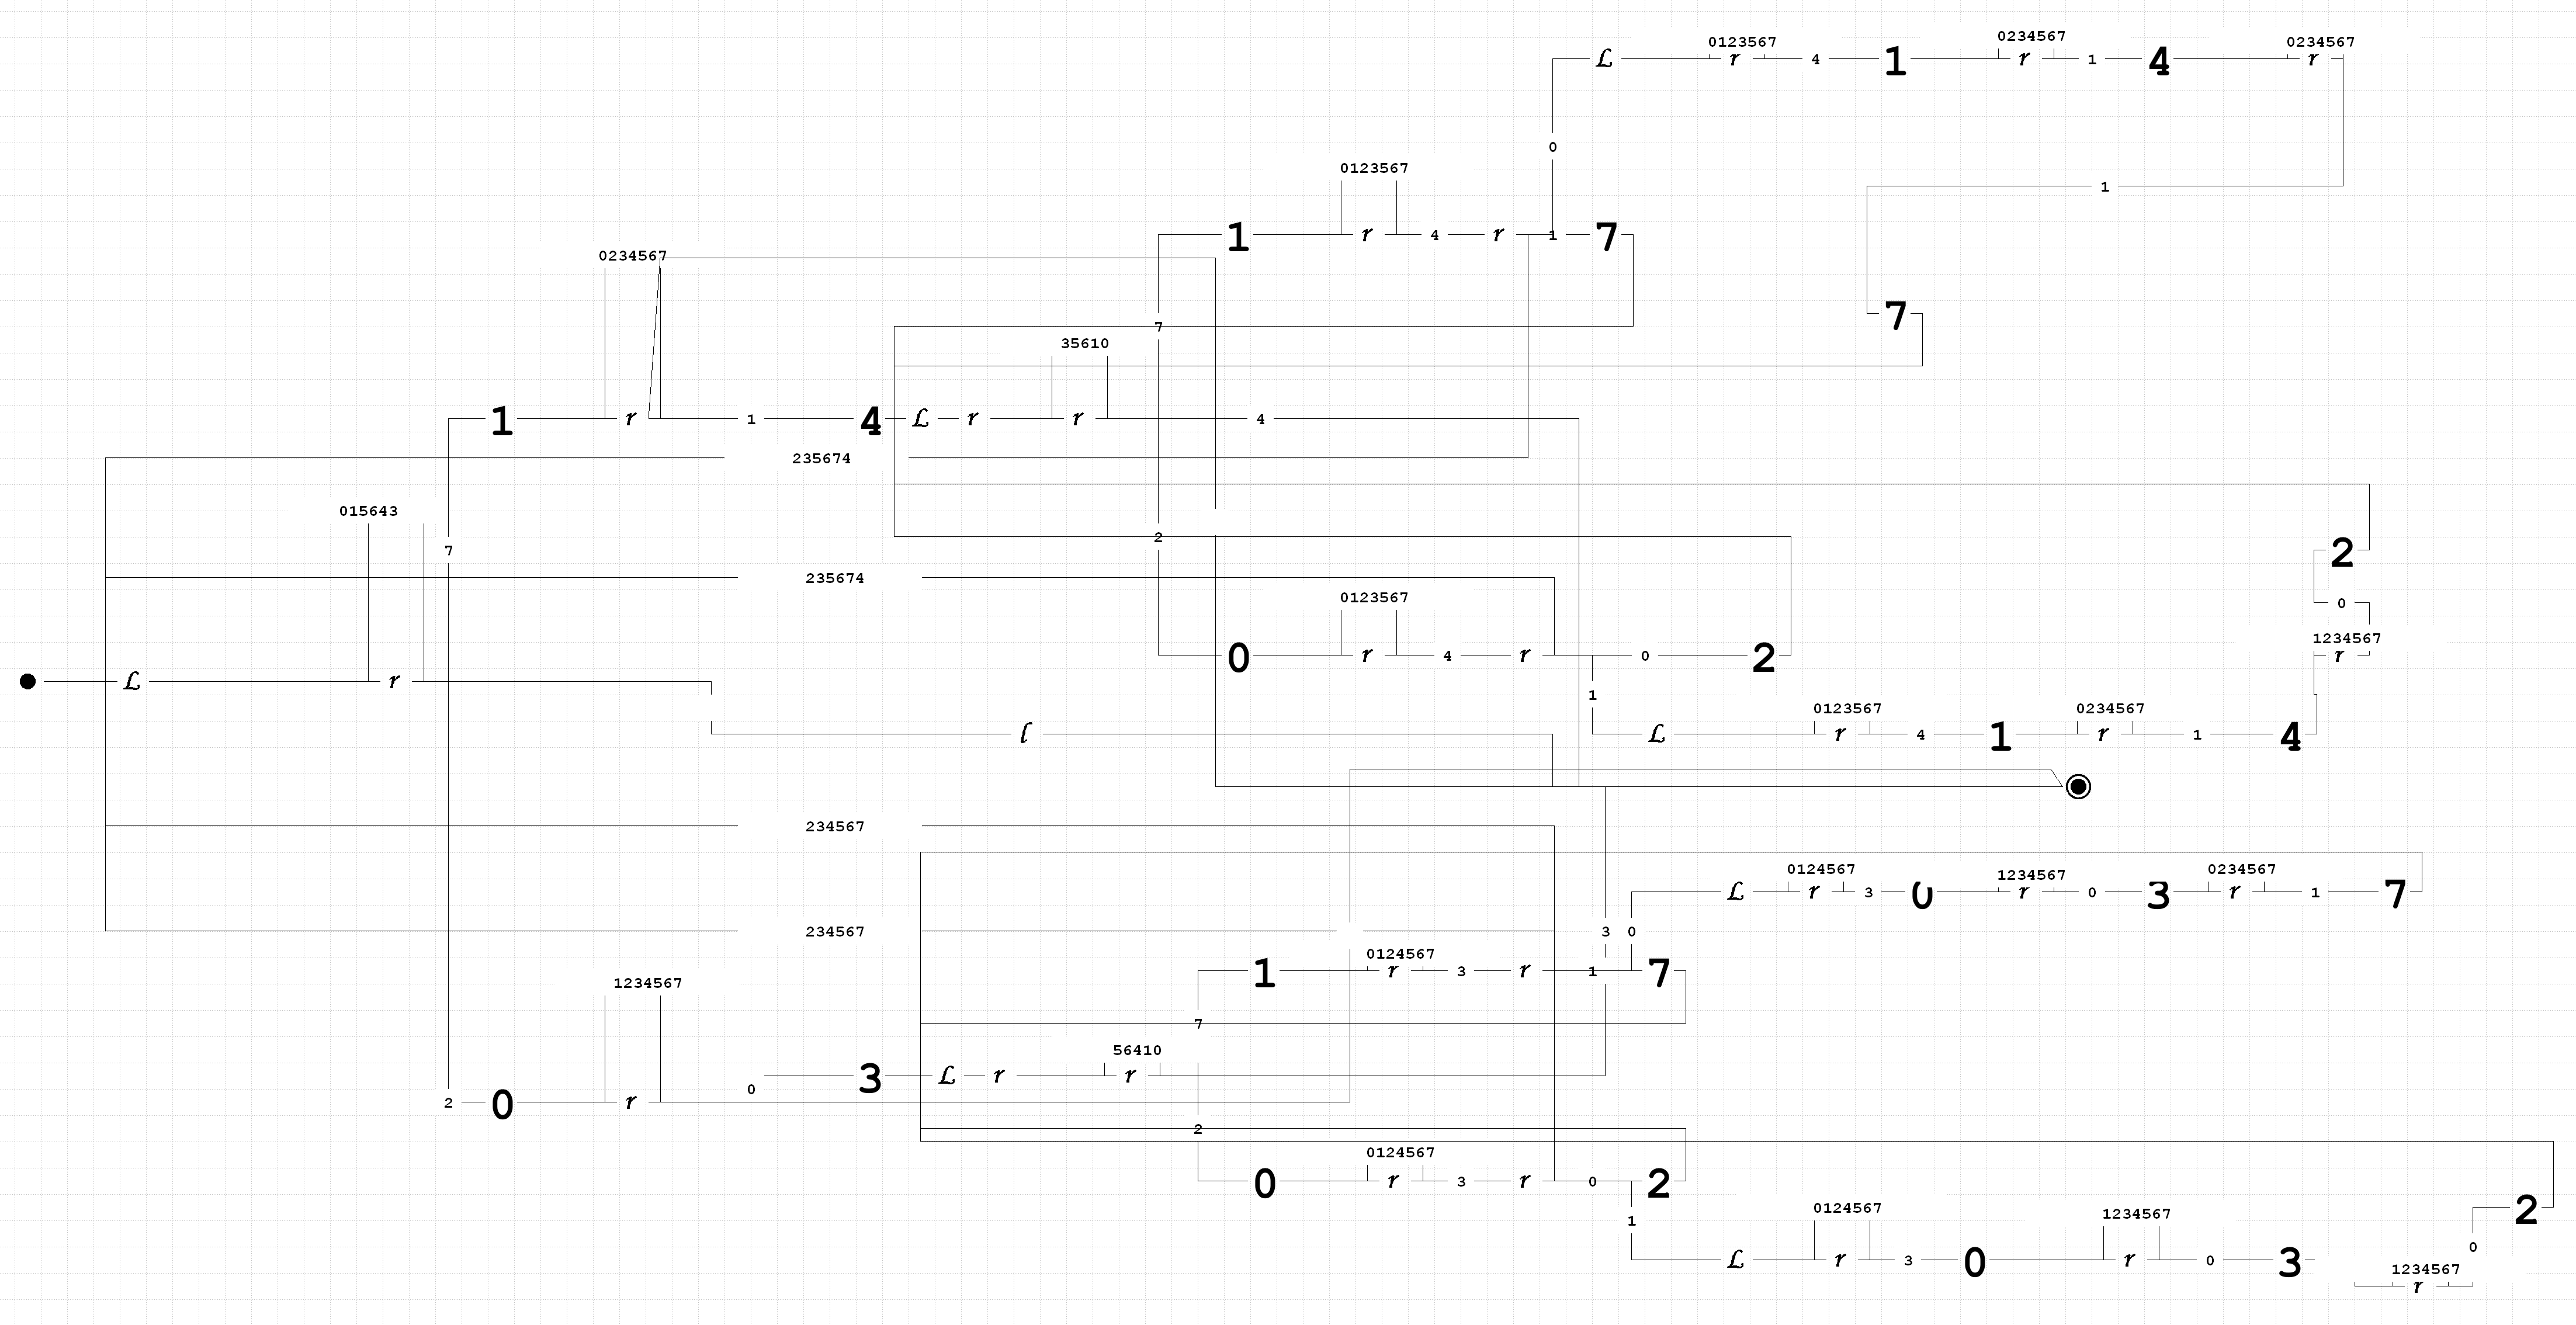 ℒ 0123567 r 4 1 0234567 r 1 4 0234567 r
0
1
7 1 0123567 r 4 r 1 7
7
1 0234567 r 1 4 ℒ r 35610 r 4
235674
015643
7
2
2
235674
0
0 0123567 r 4 r 0 2
1234567 r
ℒ r
1
l
ℒ 0123567 r 4 1 0234567 r 1 4
234567
ℒ 0124567 r 3 0 1234567 r 0 3 0234567 r 1 7
234567
3 0
1 0124567 r 3 r 1 7
7
3 ℒ r 56410 r
2 0 1234567 r 0
2
0 0124567 r 3 r 0 2
2
1
0
ℒ 0124567 r 3 0 1234567 r 0 3
1234567 r